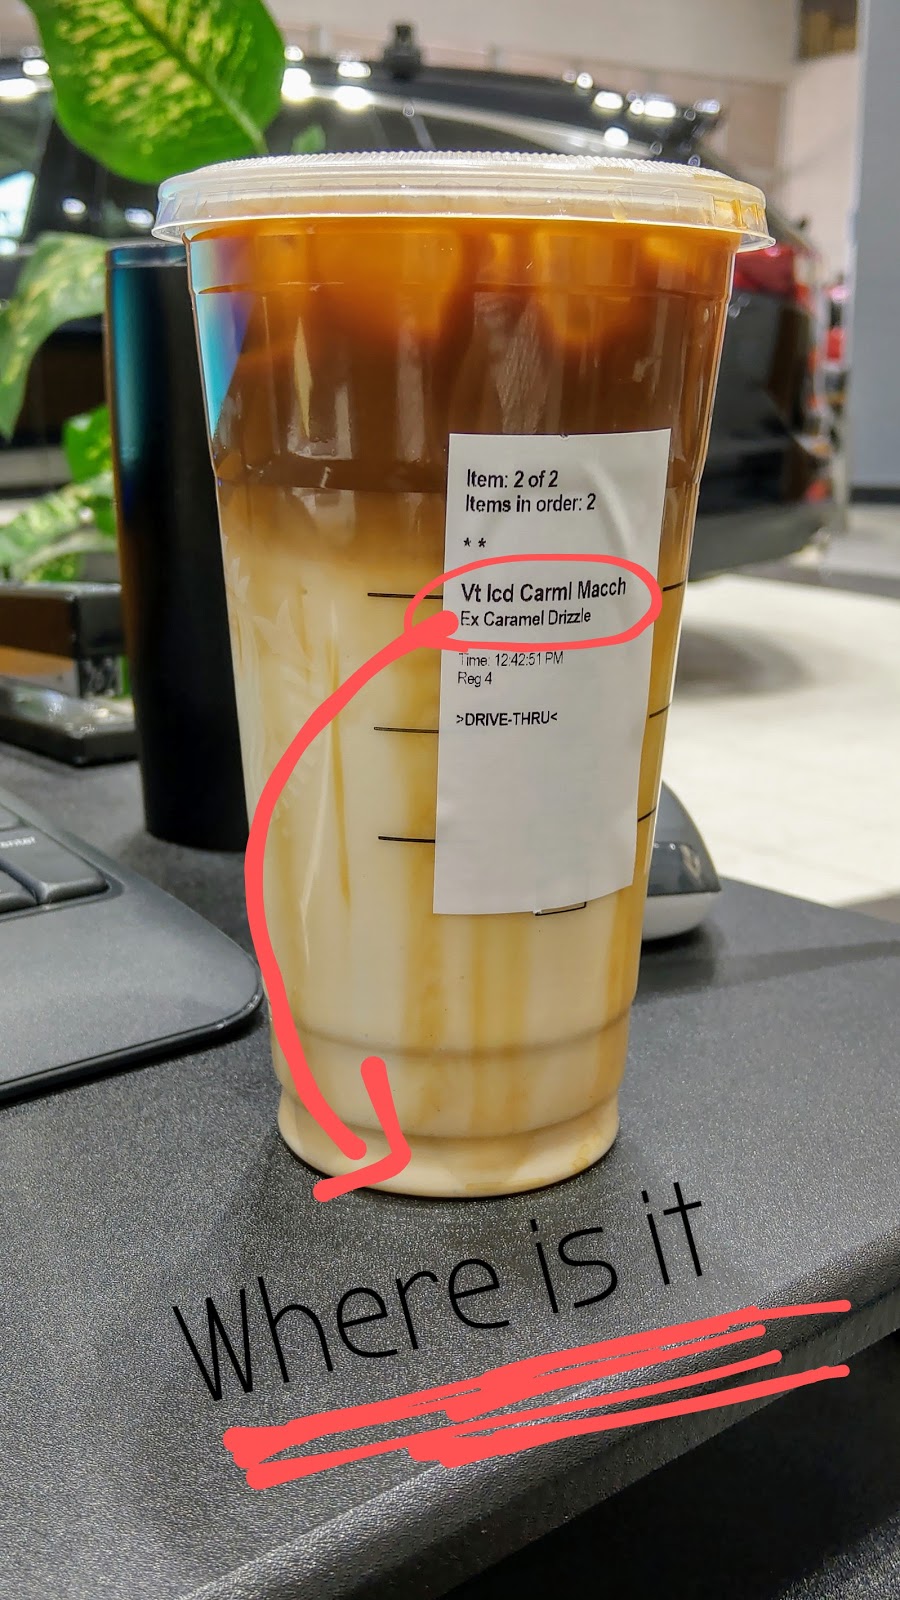 Item: 2 of 2
Items in order: 2
* *
Vt Icd Carml Macch
Ex Caramel Drizzle
Time: 12:42:51 PM
Reg 4
>DRIVE-THRU<
Where is it